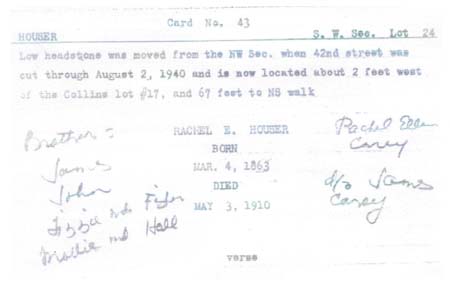 Card No. 43
HOUSER S. W. Sec. Lot 24
Low headstone was moved from the NW Sec. when 42nd street was
cut through August 2, 1940 and is now located about 2 feet west
of the Collins lot #17, and 67 feet to NS walk
Brothers =
James
John
Lizzie md
Mollie md Hall
RACHEL E. HOUSER
BORN
MAR. 4, 1863
DIED
MAY 3, 1910
Rachel Ellen
Carey
d/o James
Carey
verse